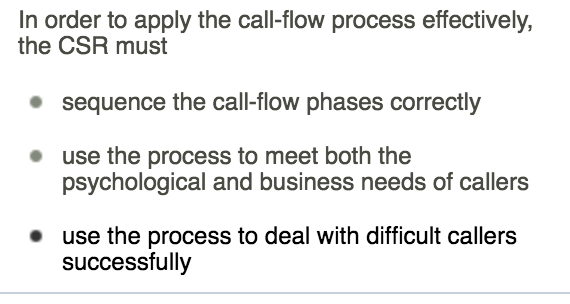 In order to apply the call-flow process effectively,
the CSR must
sequence the call-flow phases correctly
use the process to meet both the
psychological and business needs of callers
use the process to deal with difficult callers
successfully